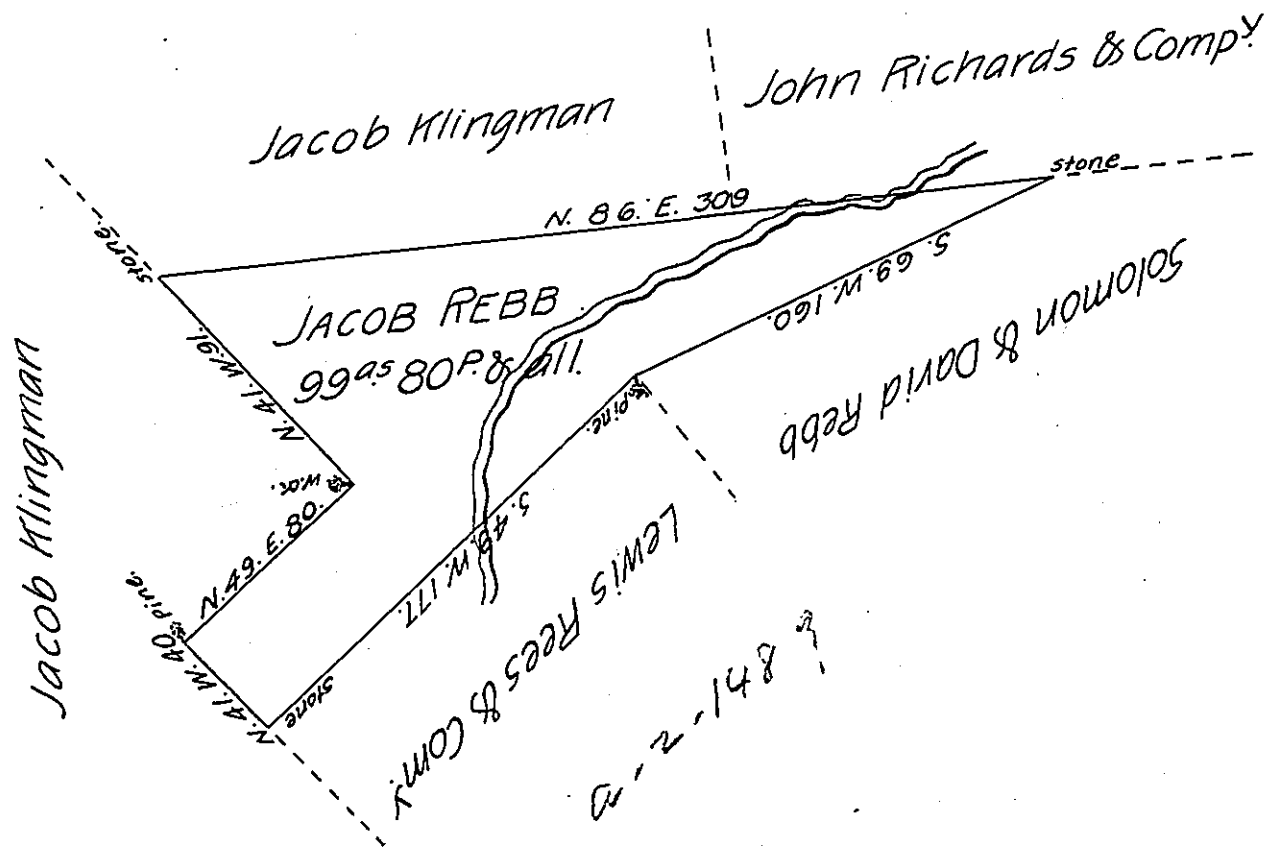 Jacob Klingman
John Richards & Compy.
stone
N. 86. E. 309
stone.
JACOB REBB
99as 80P. & all.
N. 41. W. 91.
S. 69. W. 160.
Solomon & David Rebb
Jacob Klingman
w.o.
N. 49. E. 80.
pine.
S. 49. W. 177.
Pine.
N. 41. W. 40
stone
Lewis Rees & Comy.